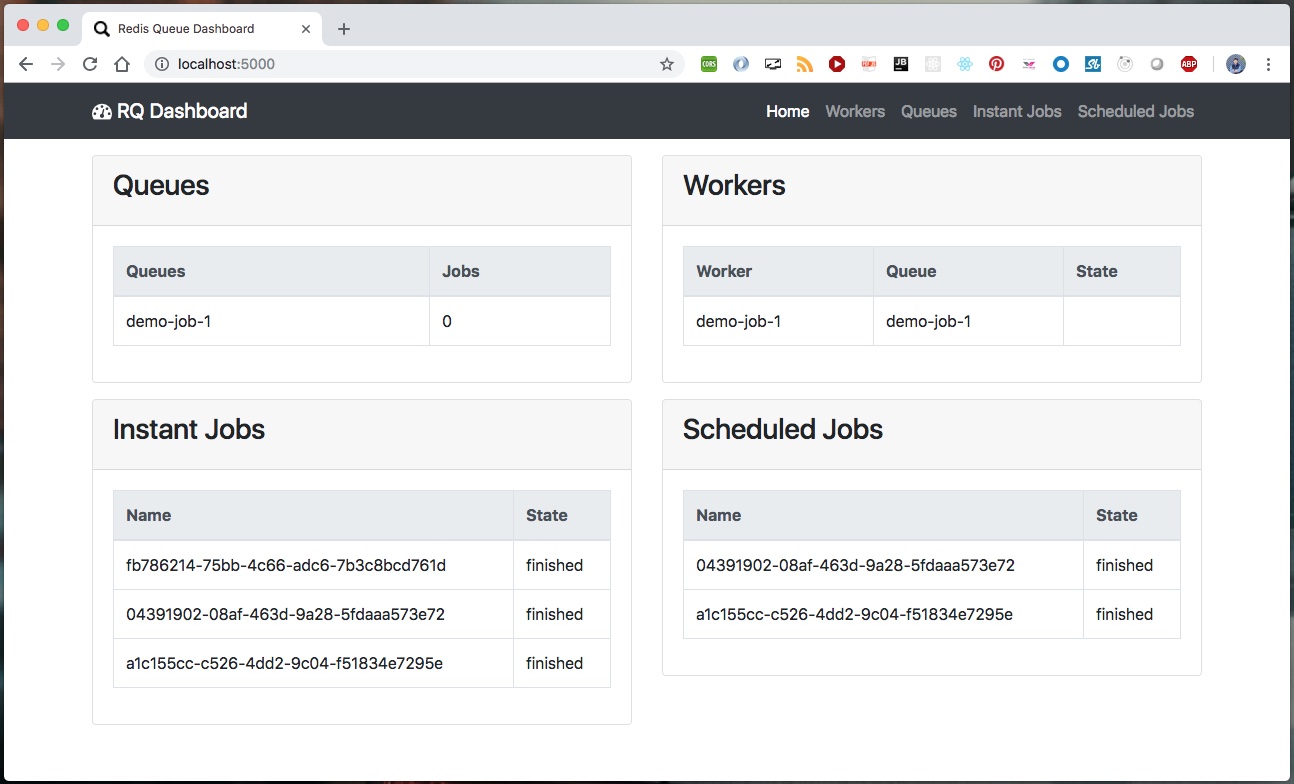 Redis Queue Dashboard
localhost:5000
CORS
JB
ABP
RQ Dashboard
Home Workers Queues Instant Jobs Scheduled Jobs
Queues
Queues Jobs
demo-job-1 0
Workers
Worker Queue State
demo-job-1 demo-job-1
Instant Jobs
Name State
fb786214-75bb-4c66-adc6-7b3c8bcd761d finished
04391902-08af-463d-9a28-5fdaaa573e72 finished
a1c155cc-c526-4dd2-9c04-f51834e7295e finished
Scheduled Jobs
Name State
04391902-08af-463d-9a28-5fdaaa573e72 finished
a1c155cc-c526-4dd2-9c04-f51834e7295e finished